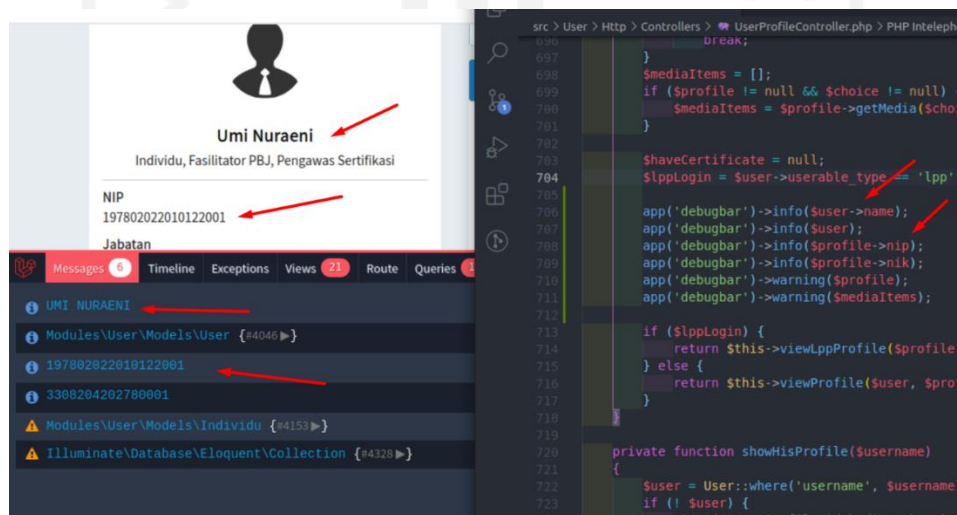 Umi Nuraeni
Individu, Fasilitator PBJ, Pengawas Sertifikasi
NIP
197802022010122001
Jabatan
Messages 6 Timeline Exceptions Views 21 Route Queries
UMI NURAENI
Modules\User\Models\User {#4046▶}
197802022010122001
3308204202780001
Modules\User\Models\Individu {#4153▶}
Illuminate\Database\Eloquent\Collection {#4328▶}
src > User > Http > Controllers > UserProfileController.php > PHP Inteleph
696 break;
697 }
698 $mediaItems = [];
699 if ($profile != null && $choice != null) {
700 $mediaItems = $profile->getMedia($choi
701 }
702
703 $haveCertificate = null;
704 $lppLogin = $user->userable_type == 'lpp'
705
706 app('debugbar')->info($user->name);
707 app('debugbar')->info($user);
708 app('debugbar')->info($profile->nip);
709 app('debugbar')->info($profile->nik);
710 app('debugbar')->warning($profile);
711 app('debugbar')->warning($mediaItems);
712
713 if ($lppLogin) {
714 return $this->viewLppProfile($profile
715 } else {
716 return $this->viewProfile($user, $pro
717 }
718
719
720 private function showHisProfile($username)
721 {
722 $user = User::where('username', $username
723 if (! $user) {